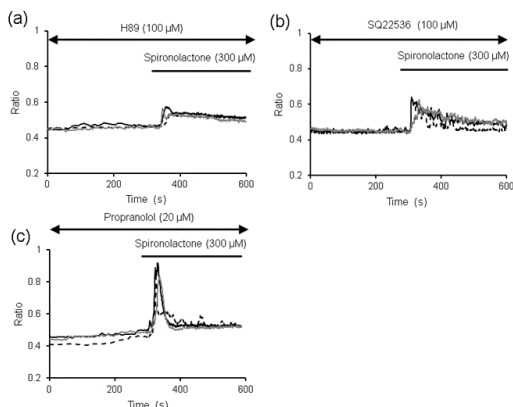 (a)
H89 (100 µM)
Spironolactone (300 µM)
1
0.8
0.6
0.4
0.2
Ratio
0 200 400 600
Time (s)
(b)
SQ22536 (100 µM)
Spironolactone (300 µM)
1
0.8
0.6
0.4
0.2
Ratio
0 200 400 600
Time (s)
(c)
Propranolol (20 µM)
Spironolactone (300 µM)
1
0.8
0.6
0.4
0.2
Ratio
0 200 400 600
Time (s)